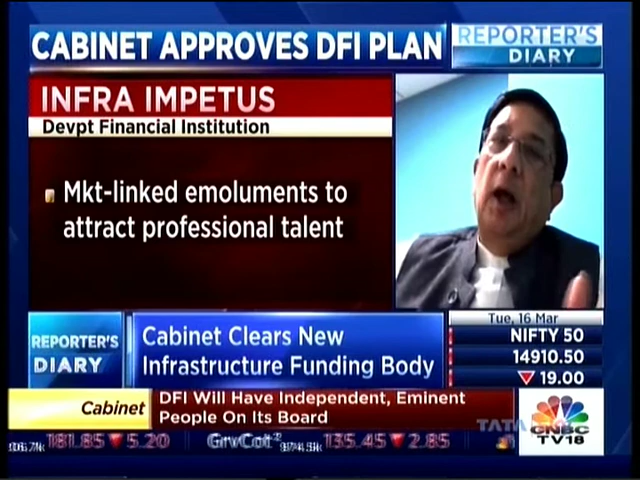 CABINET APPROVES DFI PLAN
REPORTER'S
DIARY
INFRA IMPETUS
Devpt Financial Institution
Mkt-linked emoluments to
attract professional talent
Tue, 16 Mar
NIFTY 50
14910.50
▼ 19.00
REPORTER'S
DIARY
Cabinet Clears New
Infrastructure Funding Body
Cabinet
DFI Will Have Independent, Eminent
People On Its Board
TATA
CNBC
TV18
181.85 ▼ 5.20 GrvCot 135.45 ▼ 2.85